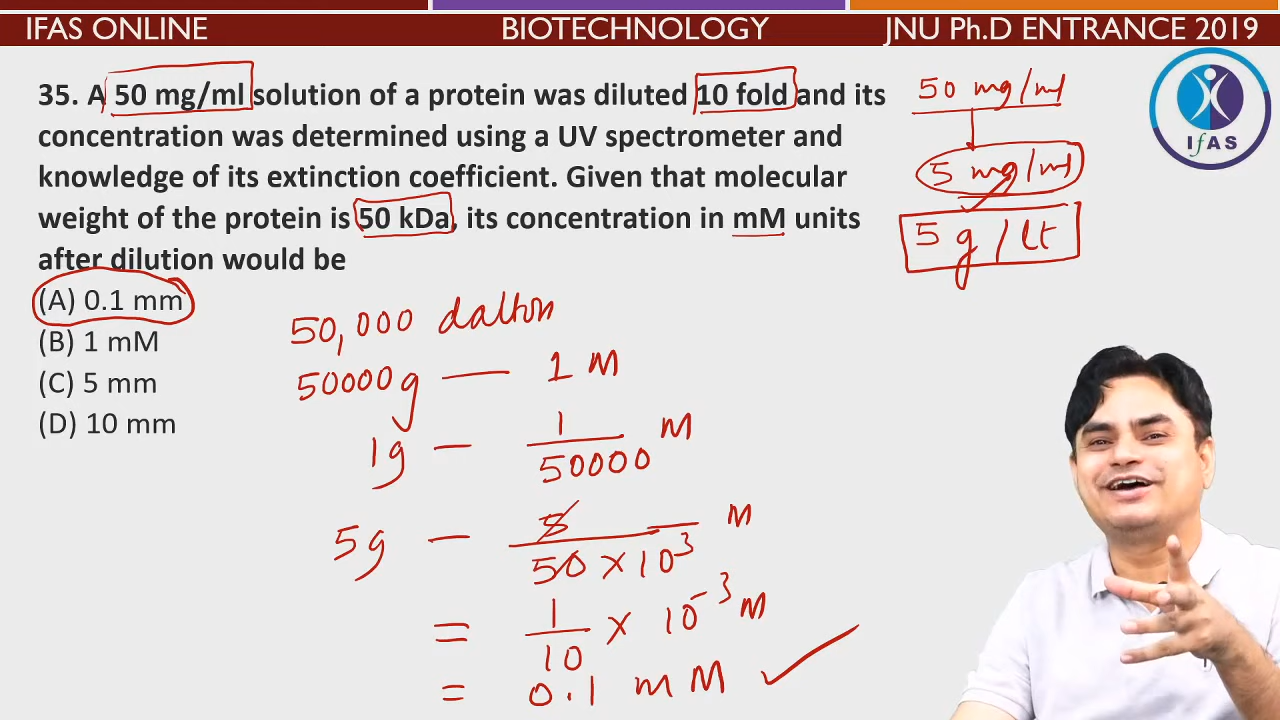 IFAS ONLINE BIOTECHNOLOGY JNU Ph.D ENTRANCE 2019
35. A 50 mg/ml solution of a protein was diluted 10 fold and its
concentration was determined using a UV spectrometer and
knowledge of its extinction coefficient. Given that molecular
weight of the protein is 50 kDa, its concentration in mM units
after dilution would be
(A) 0.1 mm
(B) 1 mM
(C) 5 mm
(D) 10 mm
50 mg/ml
5 mg/ml
5 g/lt
IfAS
50,000 dalton
50000g — 1 M
1g — 1/50000 M
5g — 5/50 × 10³ M
= 1/10 × 10⁻³ M
= 0.1 mM